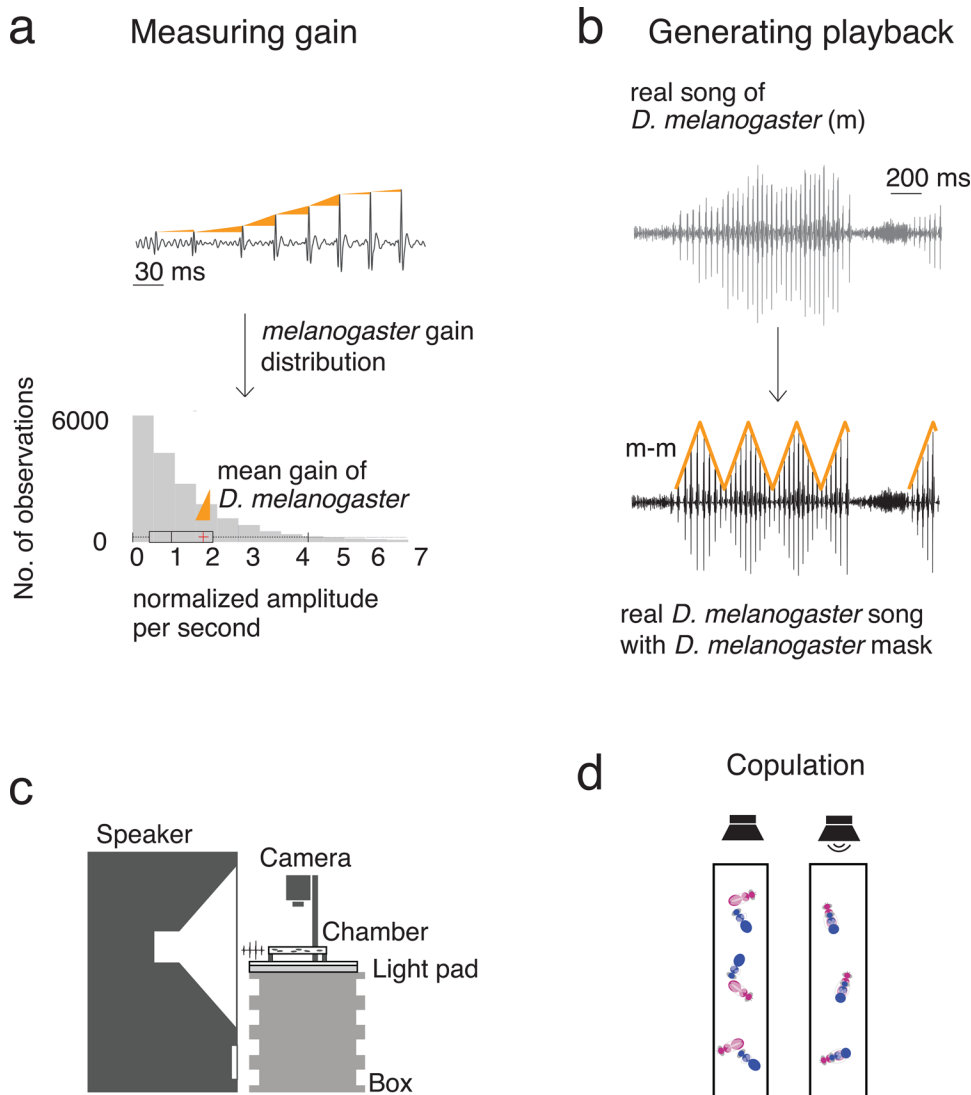 a
Measuring gain
30 ms
melanogaster gain
distribution
No. of observations
6000
0
mean gain of
D. melanogaster
0 1 2 3 4 5 6 7
normalized amplitude
per second
b
Generating playback
real song of
D. melanogaster (m)
200 ms
m-m
real D. melanogaster song
with D. melanogaster mask
c
Speaker
Camera
Chamber
Light pad
Box
d
Copulation